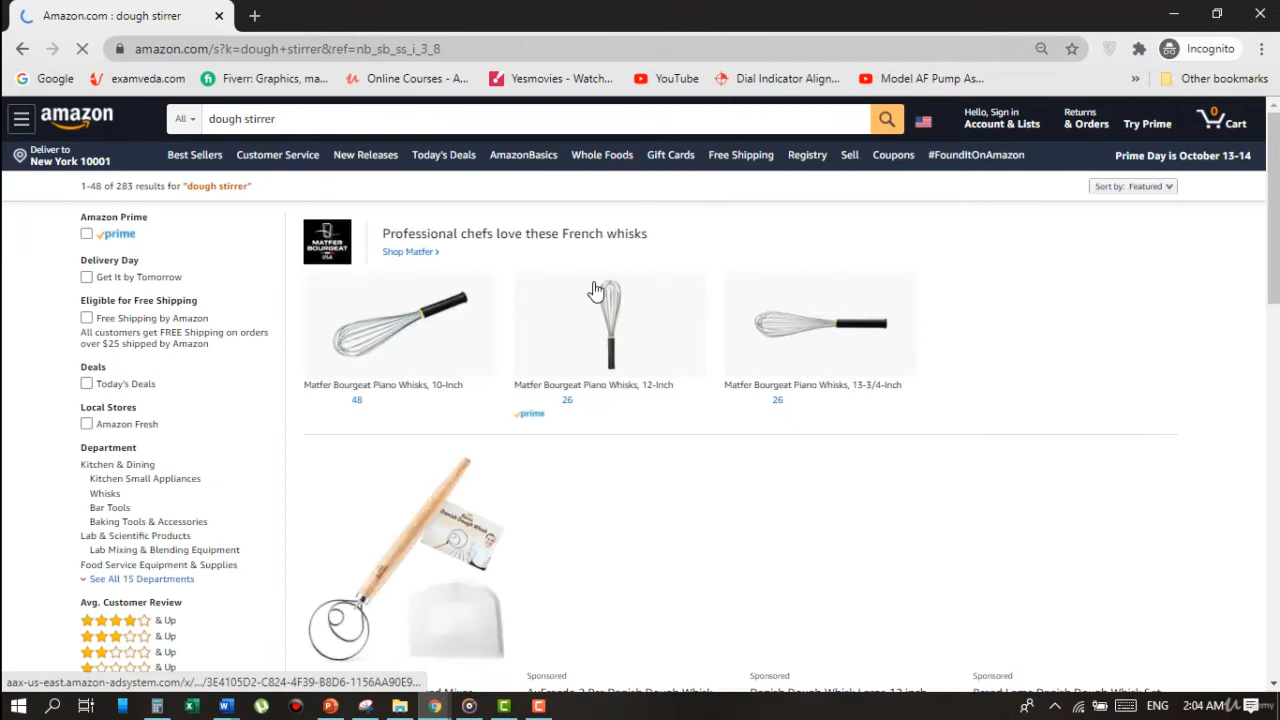 Amazon.com : dough stirrer
amazon.com/s?k=dough+stirrer&ref=nb_sb_ss_i_3_8
Incognito
Google
examveda.com
Fiverr: Graphics, ma...
Online Courses - A...
Yesmovies - Watch...
YouTube
Dial Indicator Align...
Model AF Pump As...
Other bookmarks
amazon
All
dough stirrer
Hello, Sign in
Account & Lists
Returns
& Orders
Try Prime
0
Cart
Deliver to
New York 10001
Best Sellers
Customer Service
New Releases
Today's Deals
AmazonBasics
Whole Foods
Gift Cards
Free Shipping
Registry
Sell
Coupons
#FoundItOnAmazon
Prime Day is October 13-14
1-48 of 283 results for "dough stirrer"
Sort by: Featured
Amazon Prime
prime
Delivery Day
Get It by Tomorrow
Eligible for Free Shipping
Free Shipping by Amazon
All customers get FREE Shipping on orders
over $25 shipped by Amazon
Deals
Today's Deals
Local Stores
Amazon Fresh
Department
Kitchen & Dining
Kitchen Small Appliances
Whisks
Bar Tools
Baking Tools & Accessories
Lab & Scientific Products
Lab Mixing & Blending Equipment
Food Service Equipment & Supplies
See All 15 Departments
Avg. Customer Review
& Up
& Up
& Up
& Up
MATFER
BOURGEAT
USA
Professional chefs love these French whisks
Shop Matfer ›
Matfer Bourgeat Piano Whisks, 10-Inch
48
Matfer Bourgeat Piano Whisks, 12-Inch
26
prime
Matfer Bourgeat Piano Whisks, 13-3/4-Inch
26
Danish Dough Whisk
Sponsored
Sponsored
Sponsored
aax-us-east.amazon-adsystem.com/x/.../3E4105D2-C824-4F39-B8D6-1156AA90E9...
2:04 AM